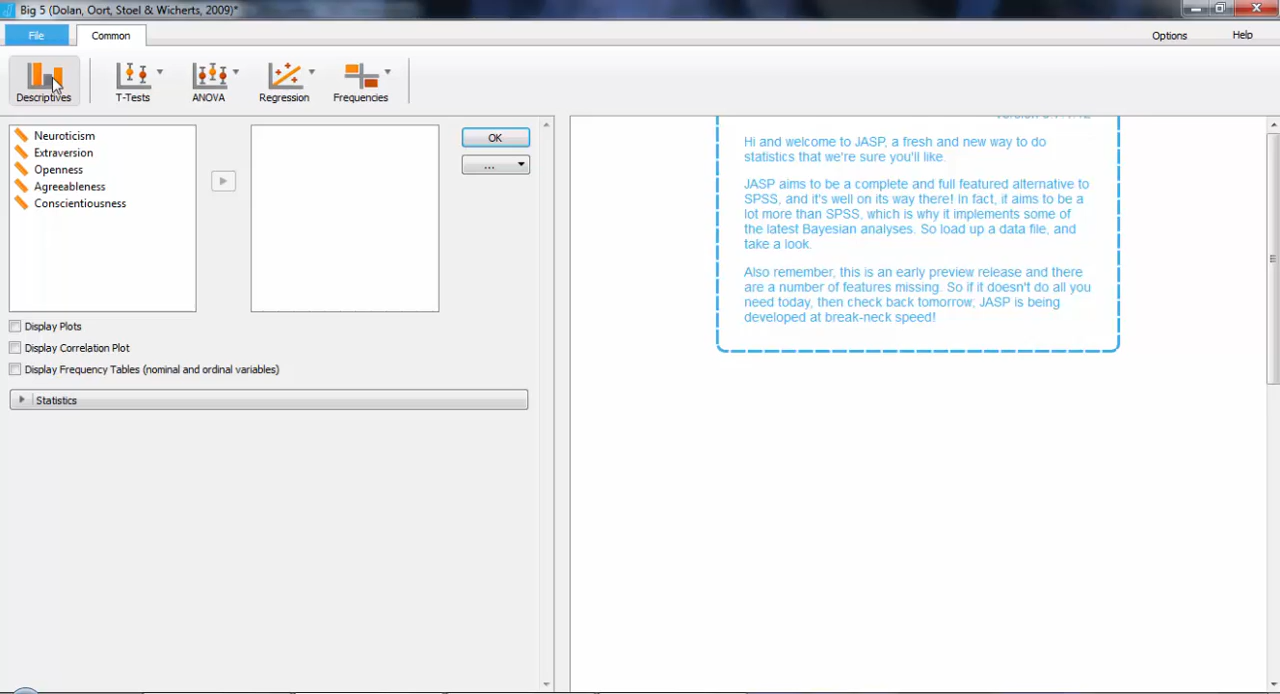 Big 5 (Dolan, Oort, Stoel & Wicherts, 2009)*
File
Common
Options
Help
Descriptives
T-Tests
ANOVA
Regression
Frequencies
Neuroticism
Extraversion
Openness
Agreeableness
Conscientiousness
OK
...
Display Plots
Display Correlation Plot
Display Frequency Tables (nominal and ordinal variables)
Statistics
Hi and welcome to JASP, a fresh and new way to do
statistics that we're sure you'll like.
JASP aims to be a complete and full featured alternative to
SPSS, and it's well on its way there! In fact, it aims to be a
lot more than SPSS, which is why it implements some of
the latest Bayesian analyses. So load up a data file, and
take a look.
Also remember, this is an early preview release and there
are a number of features missing. So if it doesn't do all you
need today, then check back tomorrow; JASP is being
developed at break-neck speed!